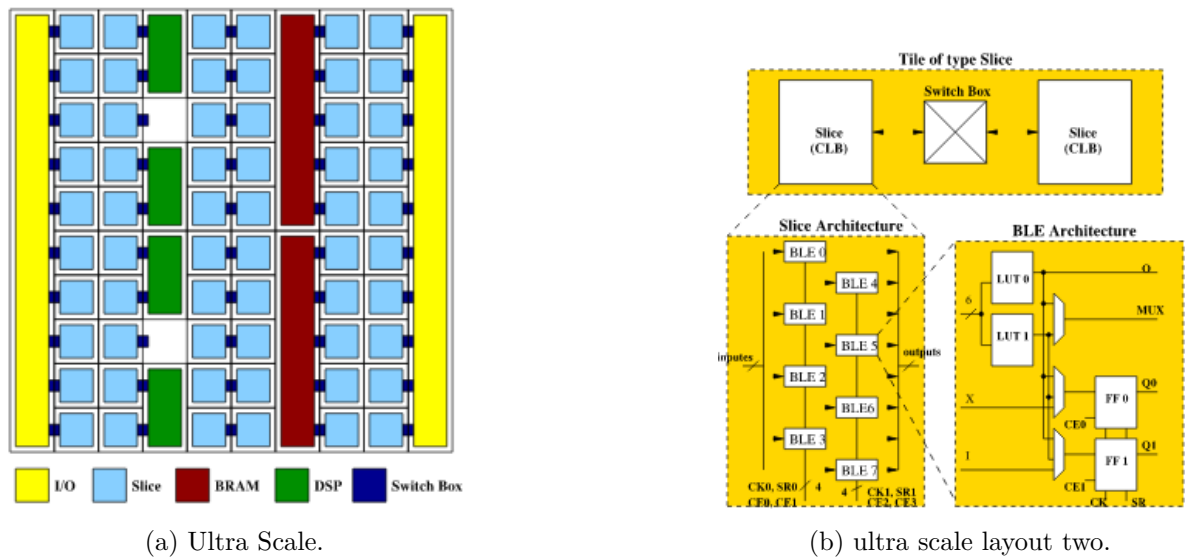 I/O
Slice
BRAM
DSP
Switch Box
(a) Ultra Scale.
Tile of type Slice
Switch Box
Slice
(CLB)
Slice
(CLB)
Slice Architecture
BLE 0
BLE 4
BLE 1
BLE 5
inputes
outputs
BLE 2
BLE6
BLE 3
BLE 7
CK0, SR0
CE0, CE1
4
4
CK1, SR1
CE2, CE3
BLE Architecture
LUT 0
O
6
MUX
LUT 1
X
FF 0
Q0
CE0
I
FF 1
Q1
CE1
CK
SR
(b) ultra scale layout two.